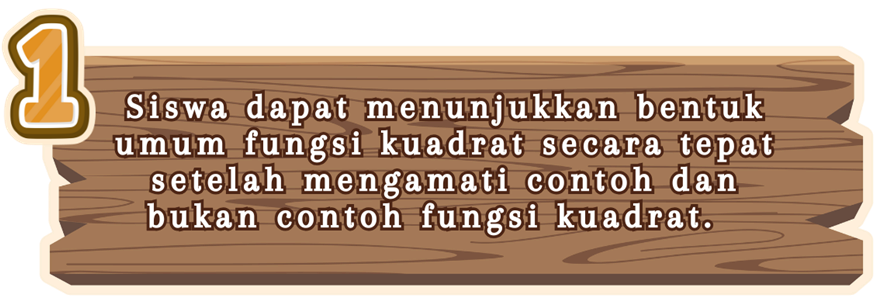 1
Siswa dapat menunjukkan bentuk
umum fungsi kuadrat secara tepat
setelah mengamati contoh dan
bukan contoh fungsi kuadrat.